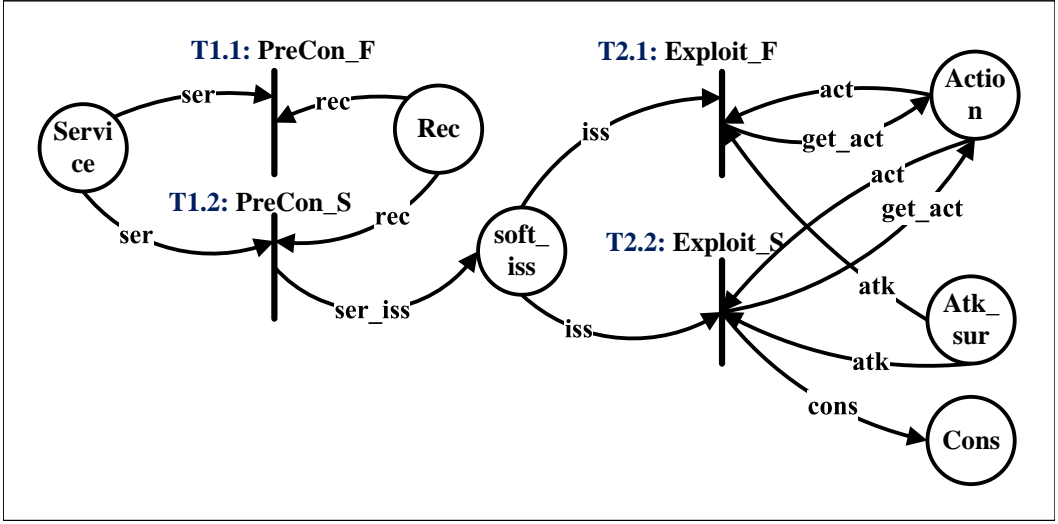 T1.1: PreCon_F
T2.1: Exploit_F
ser
rec
Servi
ce
Rec
act
Actio
n
iss
get_act
T1.2: PreCon_S
ser
rec
act
get_act
soft_
iss
T2.2: Exploit_S
ser_iss
iss
atk
Atk_
sur
atk
cons
Cons